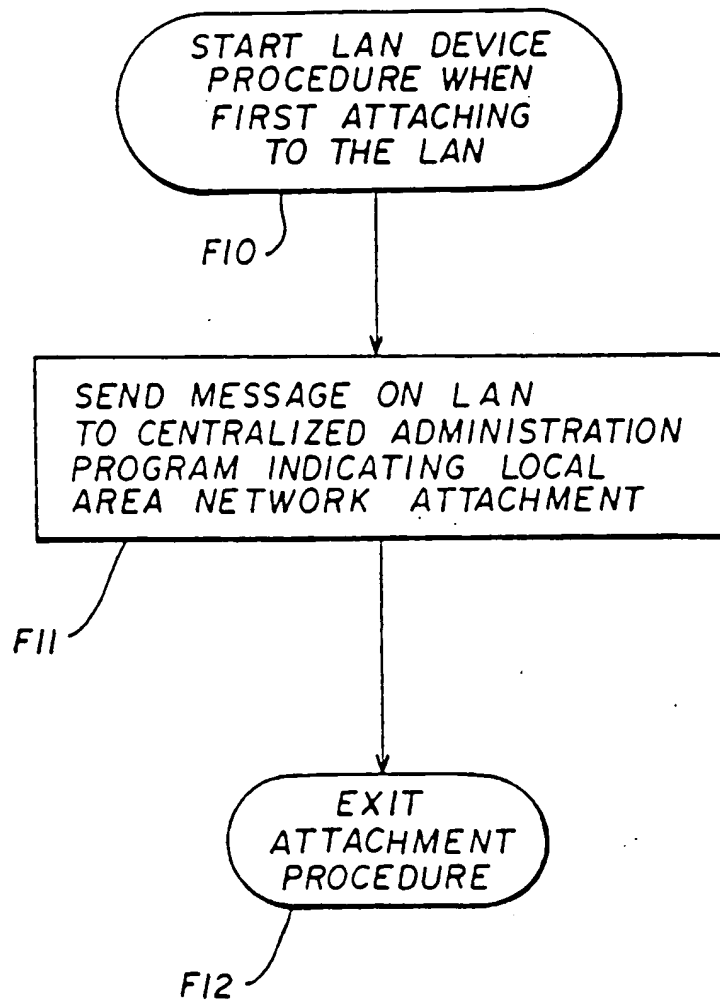 START LAN DEVICE
PROCEDURE WHEN
FIRST ATTACHING
TO THE LAN
F10
SEND MESSAGE ON LAN
TO CENTRALIZED ADMINISTRATION
PROGRAM INDICATING LOCAL
AREA NETWORK ATTACHMENT
F11
EXIT
ATTACHMENT
PROCEDURE
F12